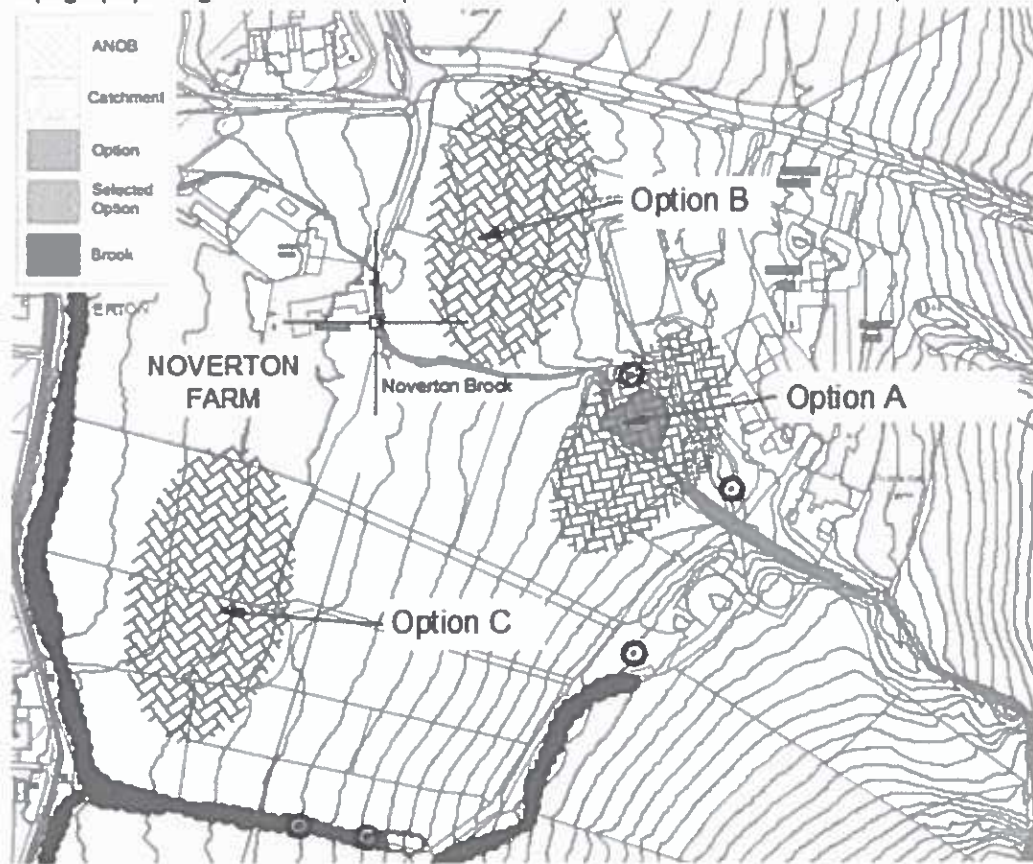 ANOB
Catchment
Option
Selected
Option
Brook
Option B
NOVERTON
FARM
Noverton Brook
Option A
Option C